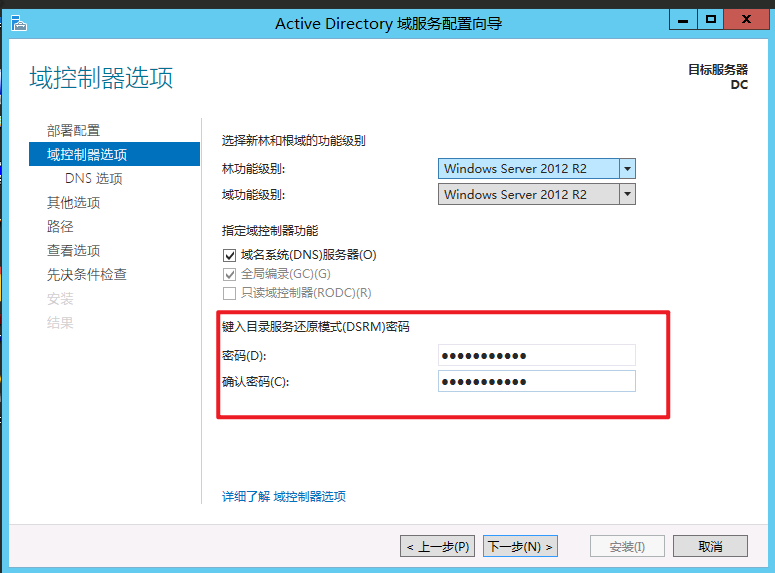 Active Directory 域服务配置向导
域控制器选项
目标服务器
DC
部署配置
域控制器选项
DNS 选项
其他选项
路径
查看选项
先决条件检查
安装
结果
选择新林和根域的功能级别
林功能级别: Windows Server 2012 R2
域功能级别: Windows Server 2012 R2
指定域控制器功能
域名系统(DNS)服务器(O)
全局编录(GC)(G)
只读域控制器(RODC)(R)
键入目录服务还原模式(DSRM)密码
密码(D): ●●●●●●●●●●●
确认密码(C): ●●●●●●●●●●●
详细了解 域控制器选项
< 上一步(P) 下一步(N) > 安装(I) 取消